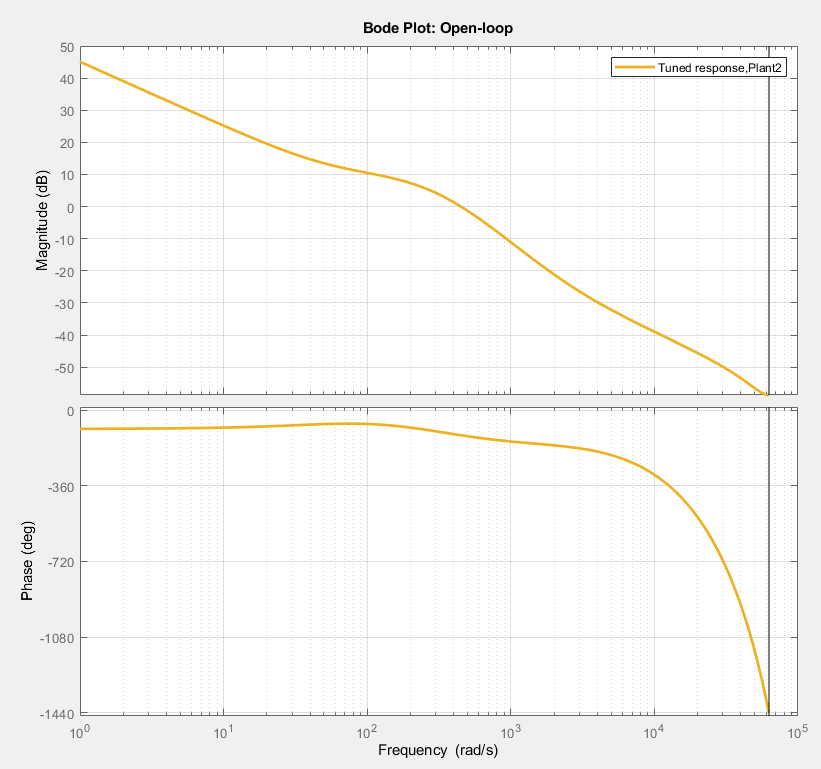 Bode Plot: Open-loop
Tuned response,Plant2
Magnitude (dB)
50
40
30
20
10
0
-10
-20
-30
-40
-50
Phase (deg)
0
-360
-720
-1080
-1440
10^0 10^1 10^2 10^3 10^4 10^5
Frequency (rad/s)